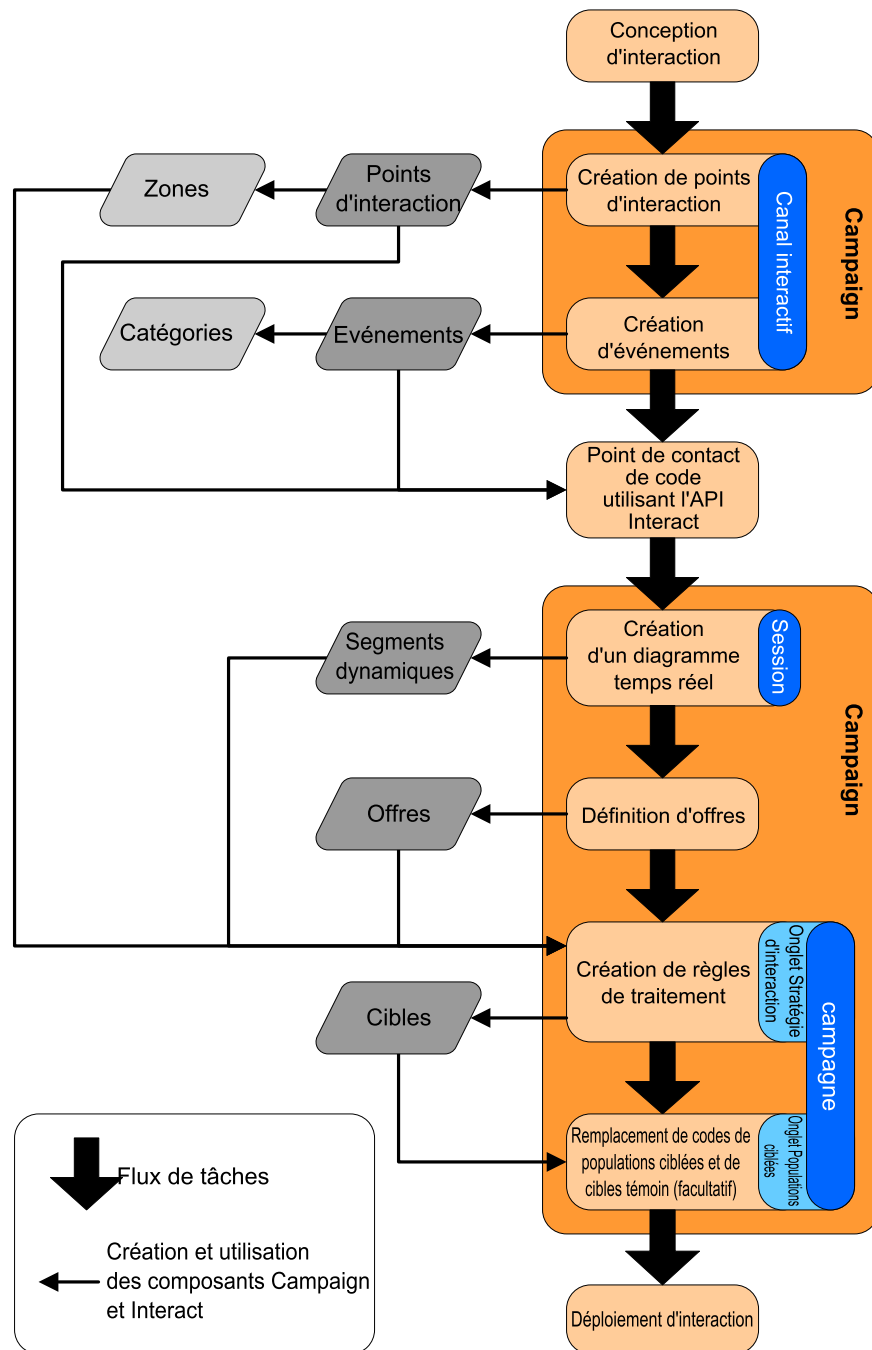 Conception
d'interaction
Zones
Points
d'interaction
Création de points
d'interaction
Canal interactif
Campaign
Catégories
Evénements
Création
d'événements
Point de contact
de code
utilisant l'API
Interact
Segments
dynamiques
Création
d'un diagramme
temps réel
Session
Campaign
Offres
Définition d'offres
Création de règles
de traitement
Onglet Stratégie
d'interaction
campagne
Cibles
Remplacement de codes de
populations ciblées et de
cibles témoin (facultatif)
Onglet Populations
ciblées
Flux de tâches
Création et utilisation
des composants Campaign
et Interact
Déploiement d'interaction